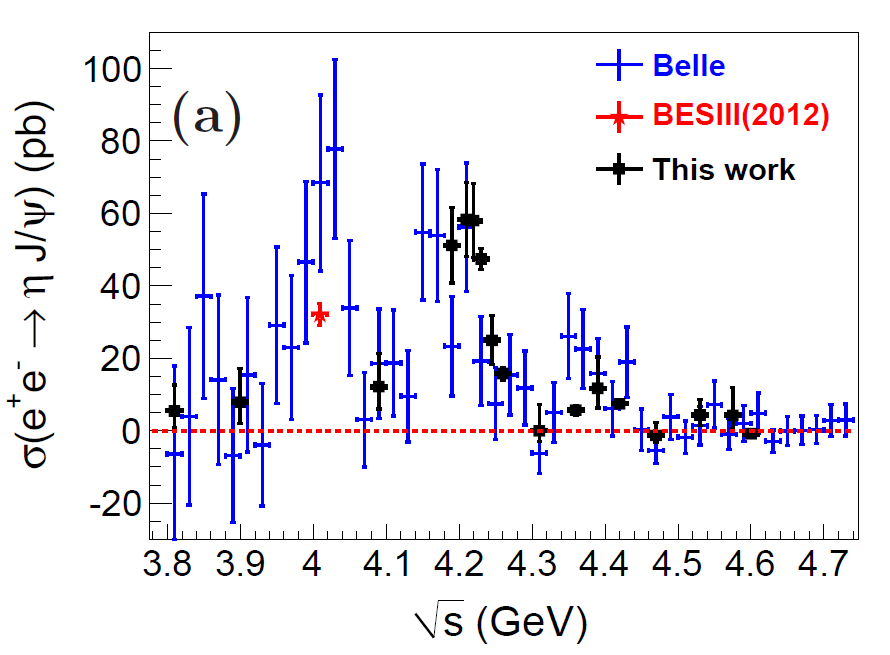 (a)
Belle
BESIII(2012)
This work
σ(e⁺e⁻ → η J/ψ) (pb)
100
80
60
40
20
0
-20
3.8 3.9 4 4.1 4.2 4.3 4.4 4.5 4.6 4.7
√s (GeV)